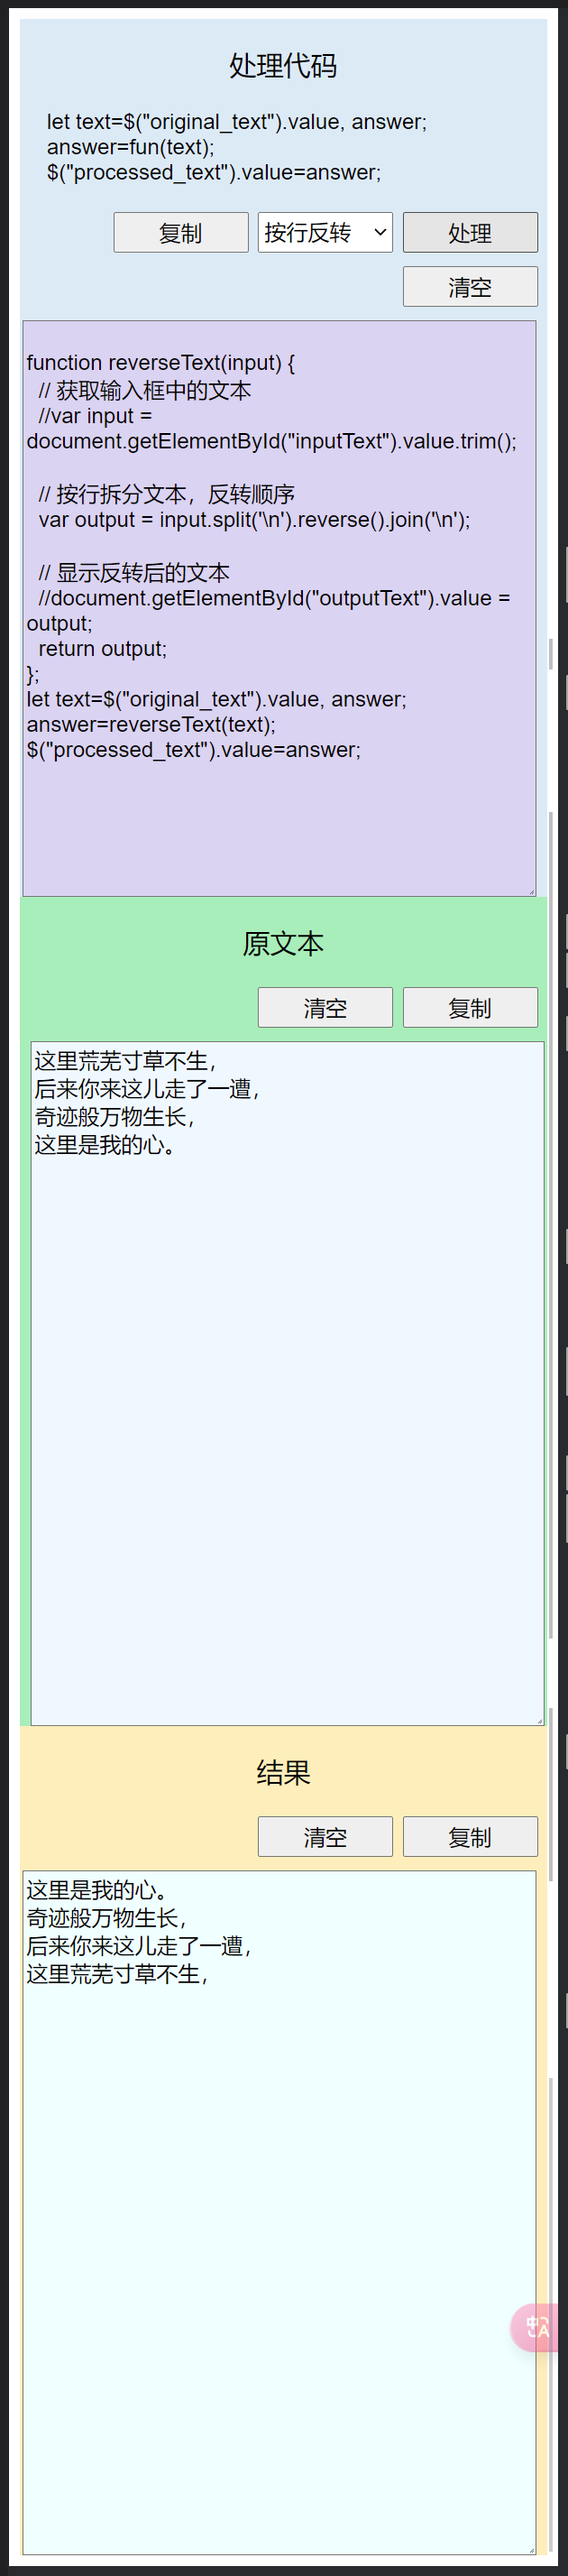 处理代码
let text=$("original_text").value, answer;
answer=fun(text);
$("processed_text").value=answer;
复制 按行反转 处理
清空
function reverseText(input) {
  // 获取输入框中的文本
  //var input =
document.getElementById("inputText").value.trim();
  // 按行拆分文本，反转顺序
  var output = input.split('\n').reverse().join('\n');
  // 显示反转后的文本
  //document.getElementById("outputText").value =
output;
  return output;
};
let text=$("original_text").value, answer;
answer=reverseText(text);
$("processed_text").value=answer;
原文本
清空 复制
这里荒芜寸草不生，
后来你来这儿走了一遭，
奇迹般万物生长，
这里是我的心。
结果
清空 复制
这里是我的心。
奇迹般万物生长，
后来你来这儿走了一遭，
这里荒芜寸草不生，
中A